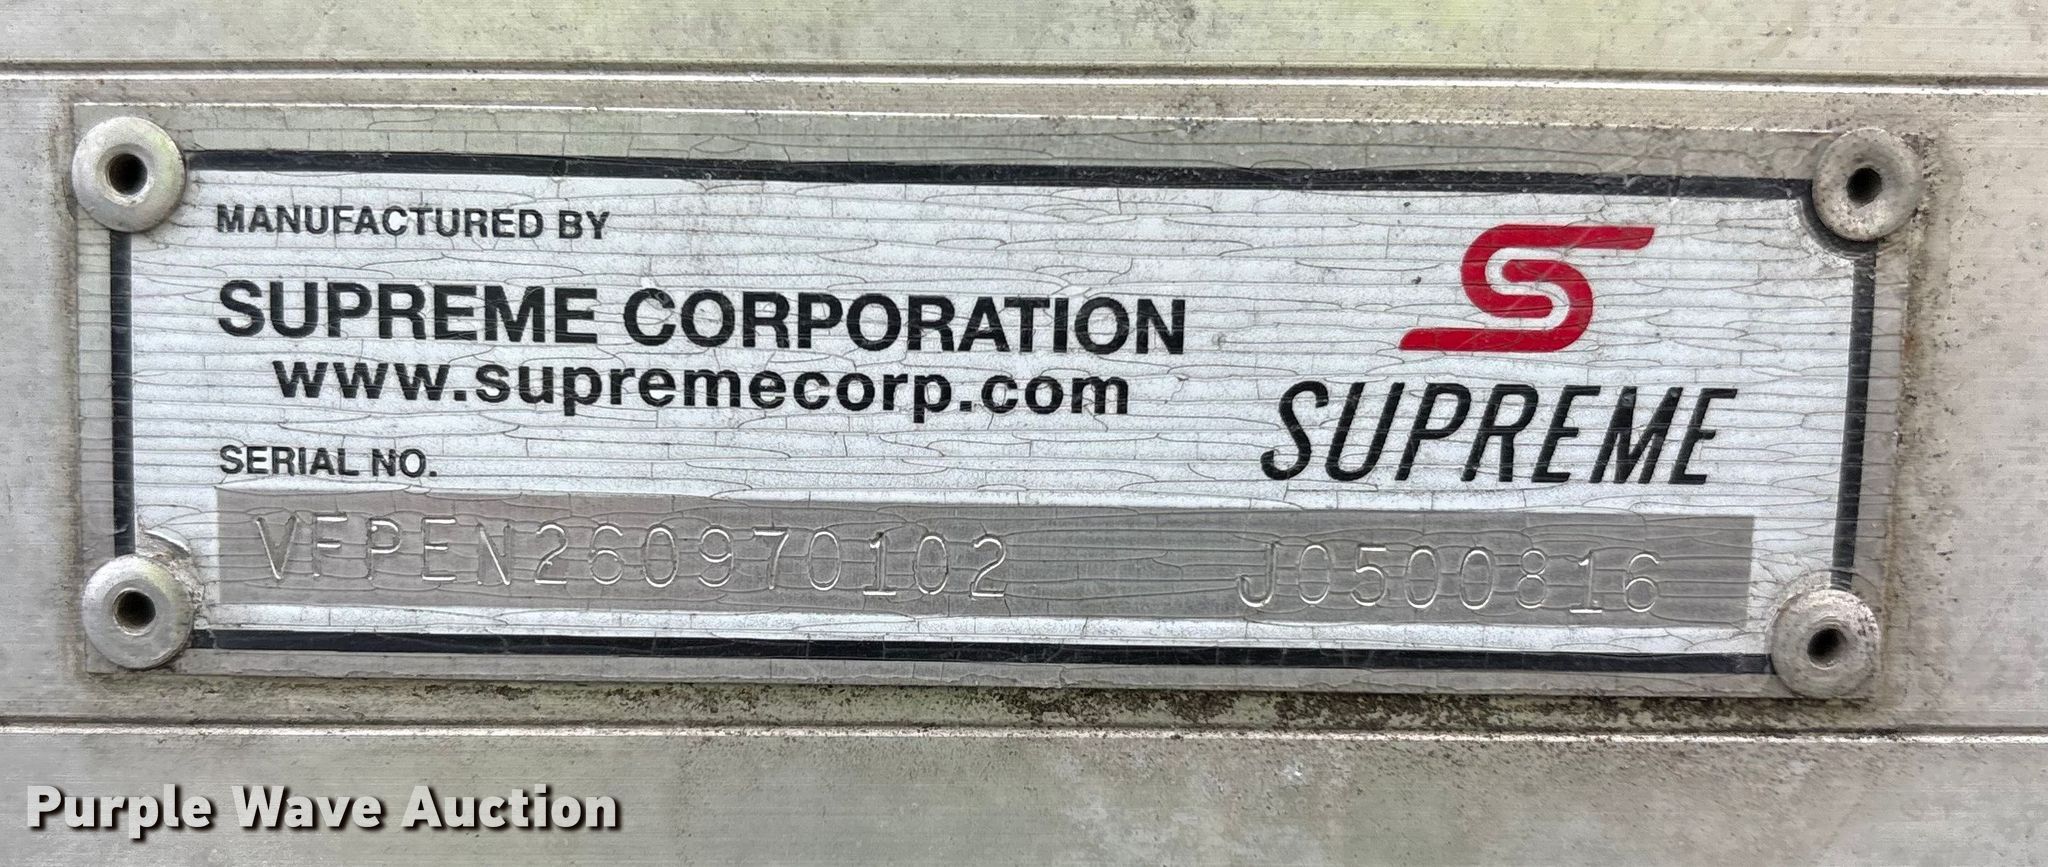 MANUFACTURED BY
SUPREME CORPORATION
www.supremecorp.com
SUPREME
SERIAL NO.
VFPEN260970102 J0500816
Purple Wave Auction